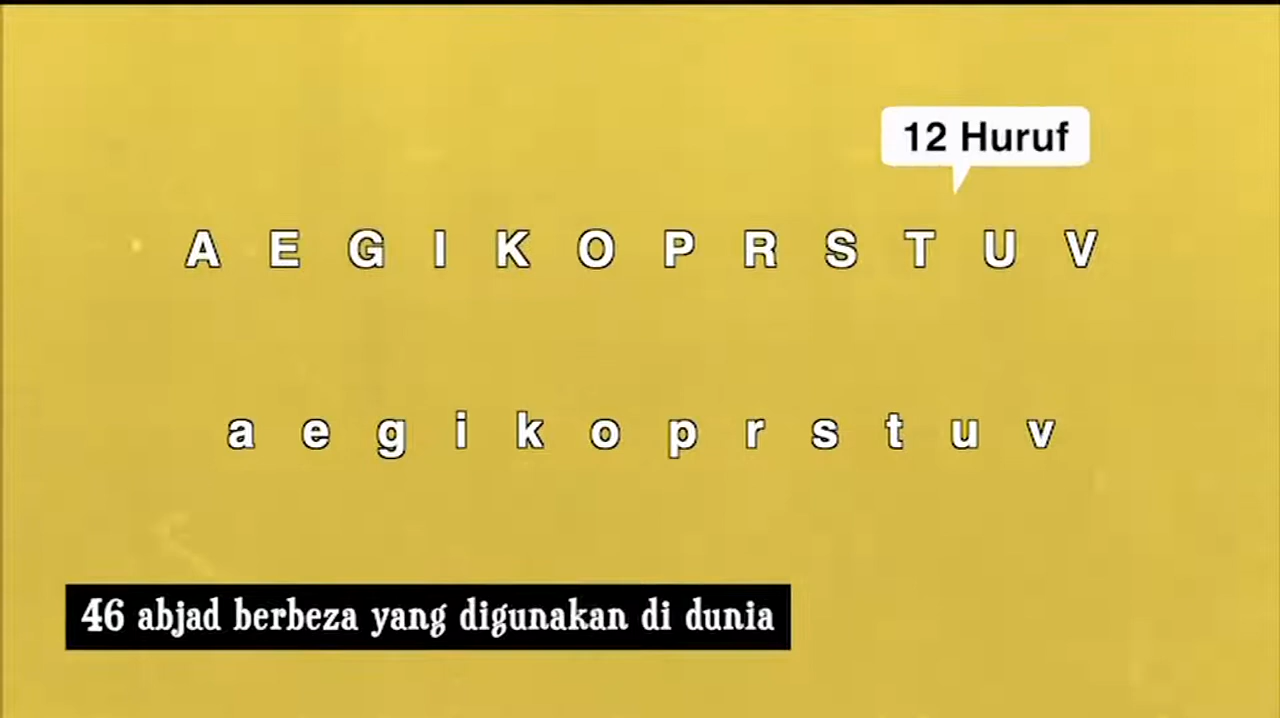 12 Huruf
A E G I K O P R S T U V
a e g i k o p r s t u v
46 abjad berbeza yang digunakan di dunia